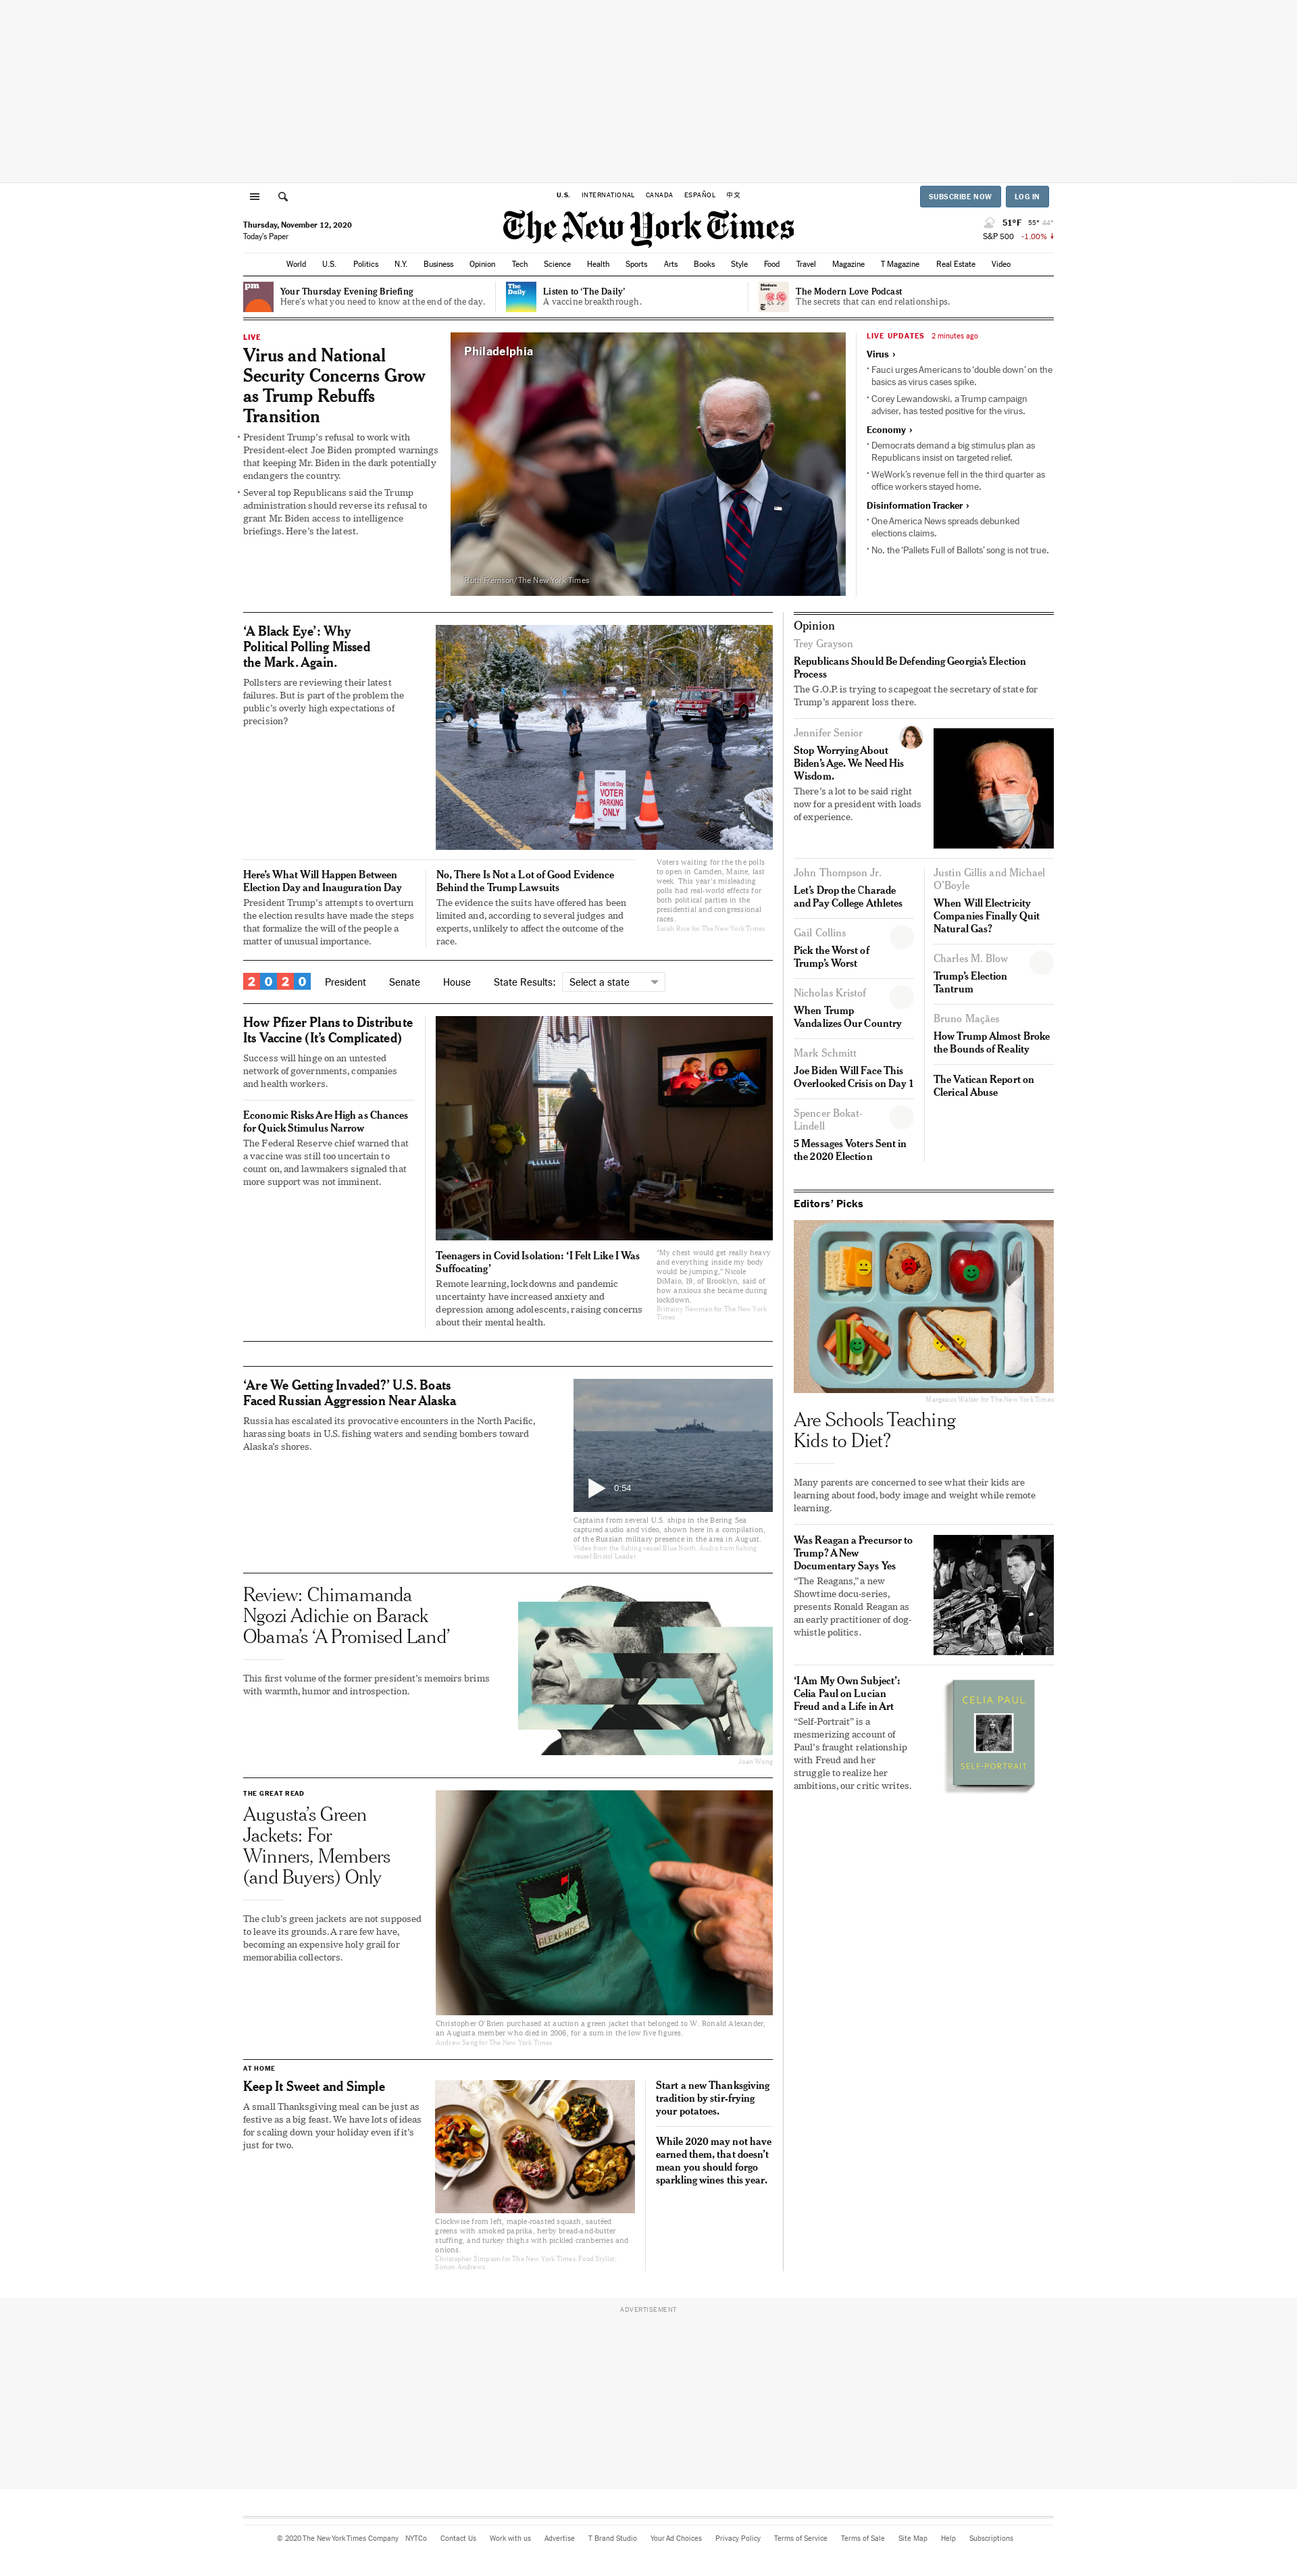 U.S. INTERNATIONAL CANADA ESPAÑOL 中文
SUBSCRIBE NOW
LOG IN
Thursday, November 12, 2020
Today's Paper
The New York Times
51°F 55° 44°
S&P 500 -1.00%
World U.S. Politics N.Y. Business Opinion Tech Science Health Sports Arts Books Style Food Travel Magazine T Magazine Real Estate Video
pm
Your Thursday Evening Briefing
Here's what you need to know at the end of the day.
The
Daily
Listen to 'The Daily'
A vaccine breakthrough.
Modern
Love
The Modern Love Podcast
The secrets that can end relationships.
LIVE
Virus and National
Security Concerns Grow
as Trump Rebuffs
Transition
President Trump's refusal to work with
President-elect Joe Biden prompted warnings
that keeping Mr. Biden in the dark potentially
endangers the country.
Several top Republicans said the Trump
administration should reverse its refusal to
grant Mr. Biden access to intelligence
briefings. Here's the latest.
Philadelphia
Ruth Fremson/The New York Times
LIVE UPDATES 2 minutes ago
Virus ›
Fauci urges Americans to 'double down' on the
basics as virus cases spike.
Corey Lewandowski, a Trump campaign
adviser, has tested positive for the virus.
Economy ›
Democrats demand a big stimulus plan as
Republicans insist on targeted relief.
WeWork's revenue fell in the third quarter as
office workers stayed home.
Disinformation Tracker ›
One America News spreads debunked
elections claims.
No, the 'Pallets Full of Ballots' song is not true.
'A Black Eye': Why
Political Polling Missed
the Mark. Again.
Pollsters are reviewing their latest
failures. But is part of the problem the
public's overly high expectations of
precision?
Election Day
VOTER
PARKING
ONLY
Voters waiting for the the polls
to open in Camden, Maine, last
week. This year's misleading
polls had real-world effects for
both political parties in the
presidential and congressional
races.
Sarah Rice for The New York Times
Here's What Will Happen Between
Election Day and Inauguration Day
President Trump's attempts to overturn
the election results have made the steps
that formalize the will of the people a
matter of unusual importance.
No, There Is Not a Lot of Good Evidence
Behind the Trump Lawsuits
The evidence the suits have offered has been
limited and, according to several judges and
experts, unlikely to affect the outcome of the
race.
2020 President Senate House State Results: Select a state
How Pfizer Plans to Distribute
Its Vaccine (It's Complicated)
Success will hinge on an untested
network of governments, companies
and health workers.
Economic Risks Are High as Chances
for Quick Stimulus Narrow
The Federal Reserve chief warned that
a vaccine was still too uncertain to
count on, and lawmakers signaled that
more support was not imminent.
Teenagers in Covid Isolation: 'I Felt Like I Was
Suffocating'
Remote learning, lockdowns and pandemic
uncertainty have increased anxiety and
depression among adolescents, raising concerns
about their mental health.
"My chest would get really heavy
and everything inside my body
would be jumping," Nicole
DiMaio, 19, of Brooklyn, said of
how anxious she became during
lockdown.
Brittainy Newman for The New York
Times
'Are We Getting Invaded?' U.S. Boats
Faced Russian Aggression Near Alaska
Russia has escalated its provocative encounters in the North Pacific,
harassing boats in U.S. fishing waters and sending bombers toward
Alaska's shores.
0:54
Captains from several U.S. ships in the Bering Sea
captured audio and video, shown here in a compilation,
of the Russian military presence in the area in August.
Video from the fishing vessel Blue North. Audio from fishing
vessel Bristol Leader
Review: Chimamanda
Ngozi Adichie on Barack
Obama's 'A Promised Land'
This first volume of the former president's memoirs brims
with warmth, humor and introspection.
Joan Wong
THE GREAT READ
Augusta's Green
Jackets: For
Winners, Members
(and Buyers) Only
The club's green jackets are not supposed
to leave its grounds. A rare few have,
becoming an expensive holy grail for
memorabilia collectors.
ALEXANDER
Christopher O'Brien purchased at auction a green jacket that belonged to W. Ronald Alexander,
an Augusta member who died in 2006, for a sum in the low five figures.
Andrew Seng for The New York Times
AT HOME
Keep It Sweet and Simple
A small Thanksgiving meal can be just as
festive as a big feast. We have lots of ideas
for scaling down your holiday even if it's
just for two.
Clockwise from left, maple-roasted squash, sautéed
greens with smoked paprika, herby bread-and-butter
stuffing, and turkey thighs with pickled cranberries and
onions.
Christopher Simpson for The New York Times. Food Stylist:
Simon Andrews.
Start a new Thanksgiving
tradition by stir-frying
your potatoes.
While 2020 may not have
earned them, that doesn't
mean you should forgo
sparkling wines this year.
Opinion
Trey Grayson
Republicans Should Be Defending Georgia's Election
Process
The G.O.P. is trying to scapegoat the secretary of state for
Trump's apparent loss there.
Jennifer Senior
Stop Worrying About
Biden's Age. We Need His
Wisdom.
There's a lot to be said right
now for a president with loads
of experience.
John Thompson Jr.
Let's Drop the Charade
and Pay College Athletes
Gail Collins
Pick the Worst of
Trump's Worst
Nicholas Kristof
When Trump
Vandalizes Our Country
Mark Schmitt
Joe Biden Will Face This
Overlooked Crisis on Day 1
Spencer Bokat-
Lindell
5 Messages Voters Sent in
the 2020 Election
Justin Gillis and Michael
O'Boyle
When Will Electricity
Companies Finally Quit
Natural Gas?
Charles M. Blow
Trump's Election
Tantrum
Bruno Maçães
How Trump Almost Broke
the Bounds of Reality
The Vatican Report on
Clerical Abuse
Editors' Picks
Margeaux Walter for The New York Times
Are Schools Teaching
Kids to Diet?
Many parents are concerned to see what their kids are
learning about food, body image and weight while remote
learning.
Was Reagan a Precursor to
Trump? A New
Documentary Says Yes
"The Reagans," a new
Showtime docu-series,
presents Ronald Reagan as
an early practitioner of dog-
whistle politics.
'I Am My Own Subject':
Celia Paul on Lucian
Freud and a Life in Art
"Self-Portrait" is a
mesmerizing account of
Paul's fraught relationship
with Freud and her
struggle to realize her
ambitions, our critic writes.
CELIA PAUL
SELF-PORTRAIT
ADVERTISEMENT
© 2020 The New York Times Company NYTCo Contact Us Work with us Advertise T Brand Studio Your Ad Choices Privacy Policy Terms of Service Terms of Sale Site Map Help Subscriptions